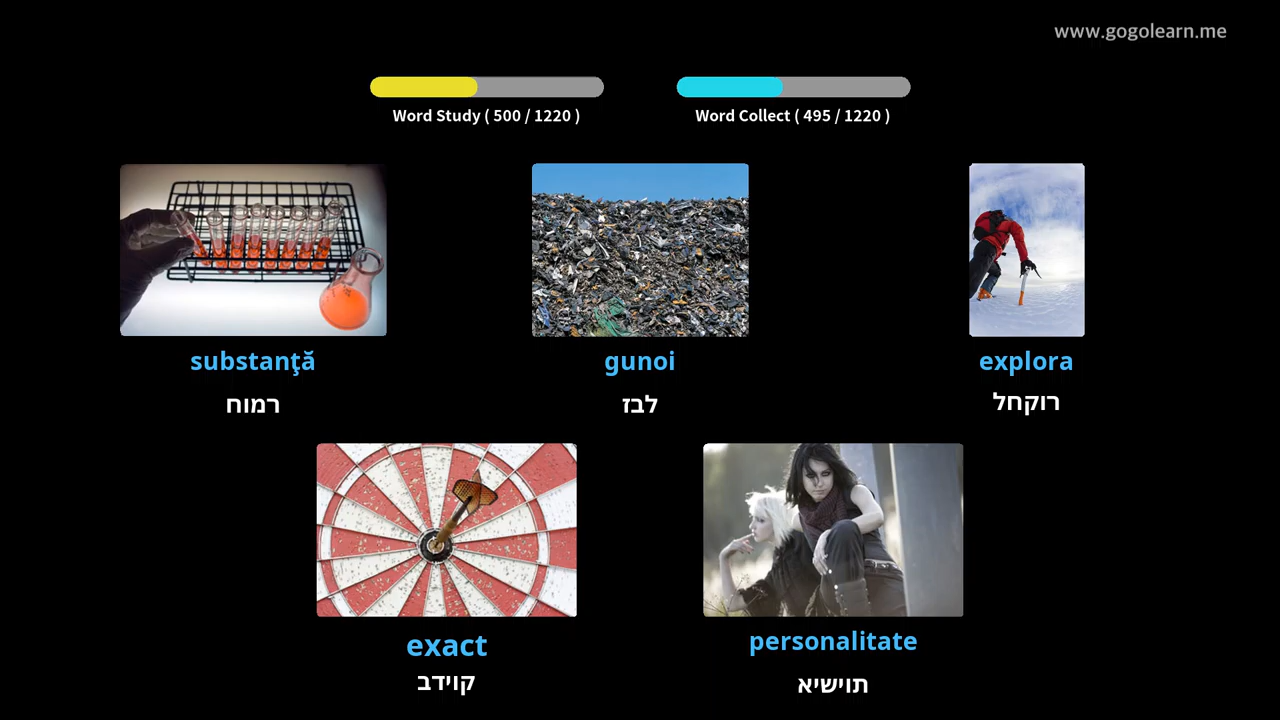 www.gogolearn.me
Word Study ( 500 / 1220 )
Word Collect ( 495 / 1220 )
substanţă
רמוח
gunoi
לבז
explora
רוקחל
exact
קוידב
personalitate
תוישיא